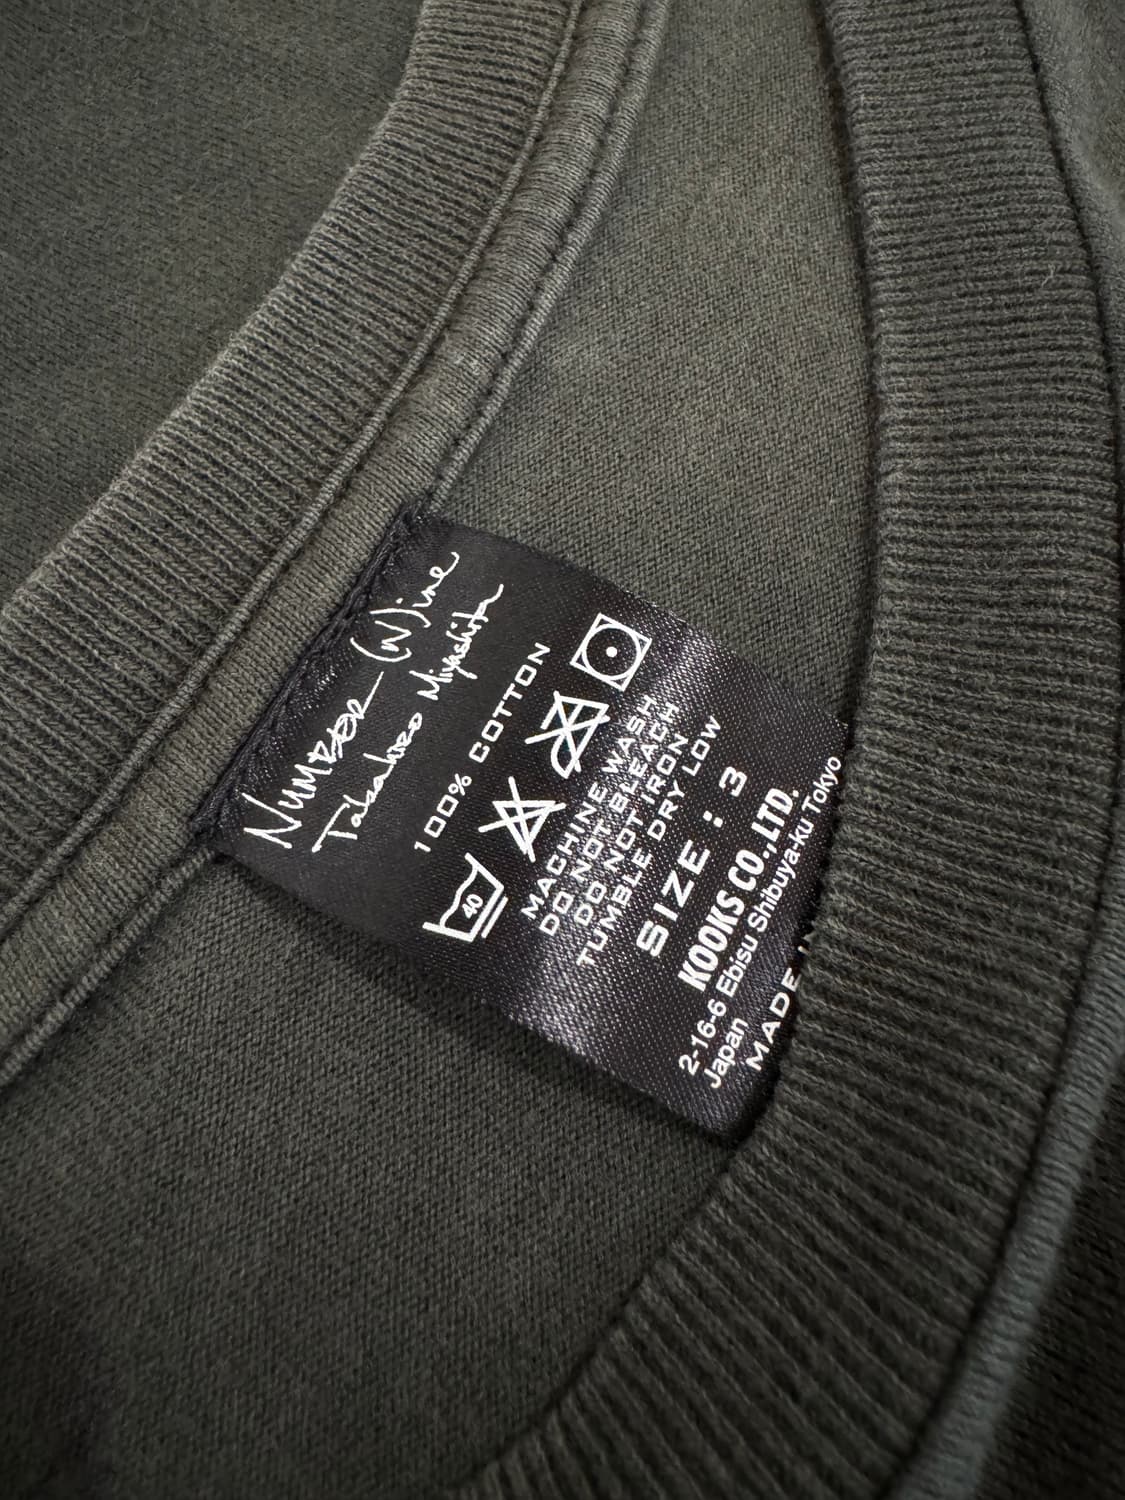 NUMBER (N)ine
Takahiro Miyashita
100% COTTON
40
MACHINE WASH
DO NOT BLEACH
DO NOT IRON
TUMBLE DRY LOW
SIZE : 3
KOOKS CO.,LTD.
2-16-6 Ebisu Shibuya-ku Tokyo
Japan
MADE